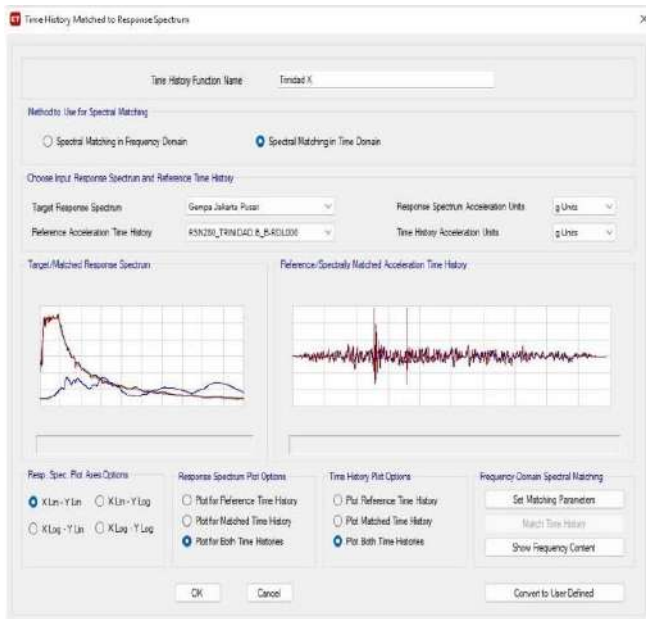 ET Time History Matched to Response Spectrum X
Time History Function Name Trinidad X
Method to Use for Spectral Matching
Spectral Matching in Frequency Domain Spectral Matching in Time Domain
Choose Input Response Spectrum and Reference Time History
Target Response Spectrum Gempa Jakarta Pusat Response Spectrum Acceleration Units g Units
Reference Acceleration Time History RSN280_TRINIDAD.B_B-RDL000 Time History Acceleration Units g Units
Target/Matched Response Spectrum Reference/Spectrally Matched Acceleration Time History
Resp. Spec. Plot Axes Options Response Spectrum Plot Options Time History Plot Options Frequency Domain Spectral Matching
X Lin - Y Lin X Lin - Y Log Plot for Reference Time History Plot Reference Time History Set Matching Parameters
X Log - Y Lin X Log - Y Log Plot for Matched Time History Plot Matched Time History Match Time History
Plot for Both Time Histories Plot Both Time Histories Show Frequency Content
OK Cancel Convert to User Defined